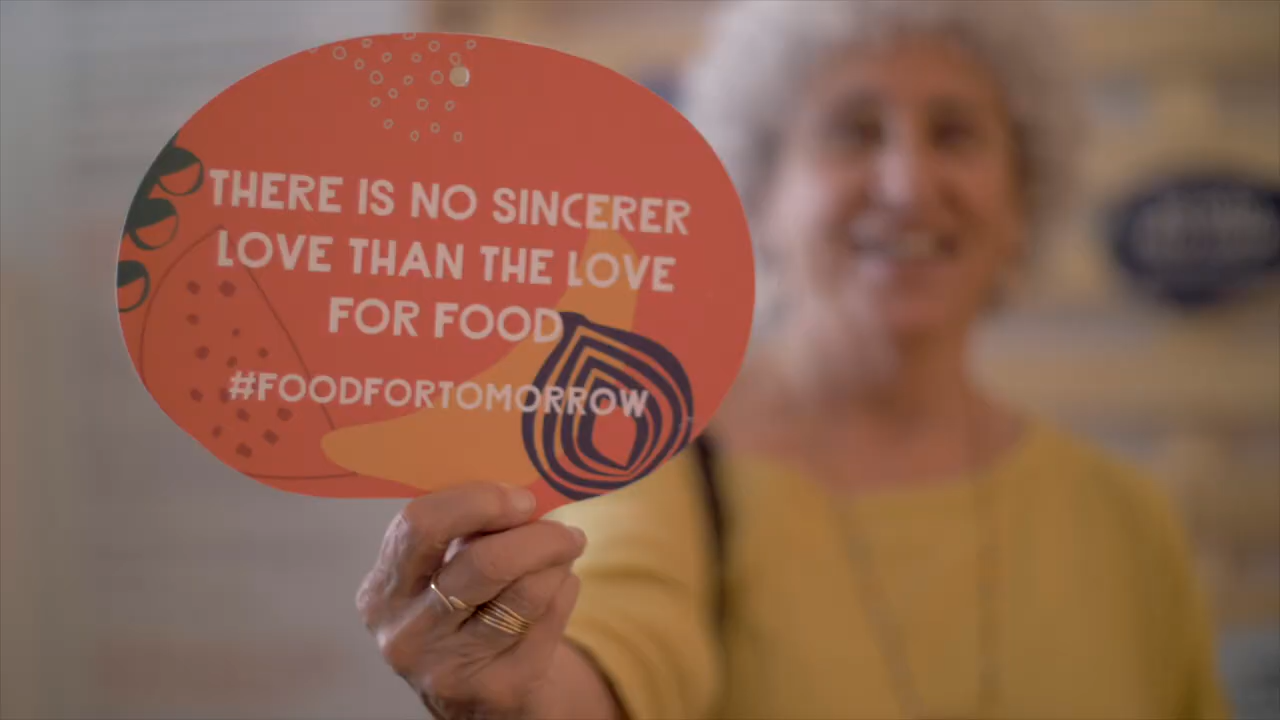 THERE IS NO SINCERER
LOVE THAN THE LOVE
FOR FOOD
#FOODFORTOMORROW